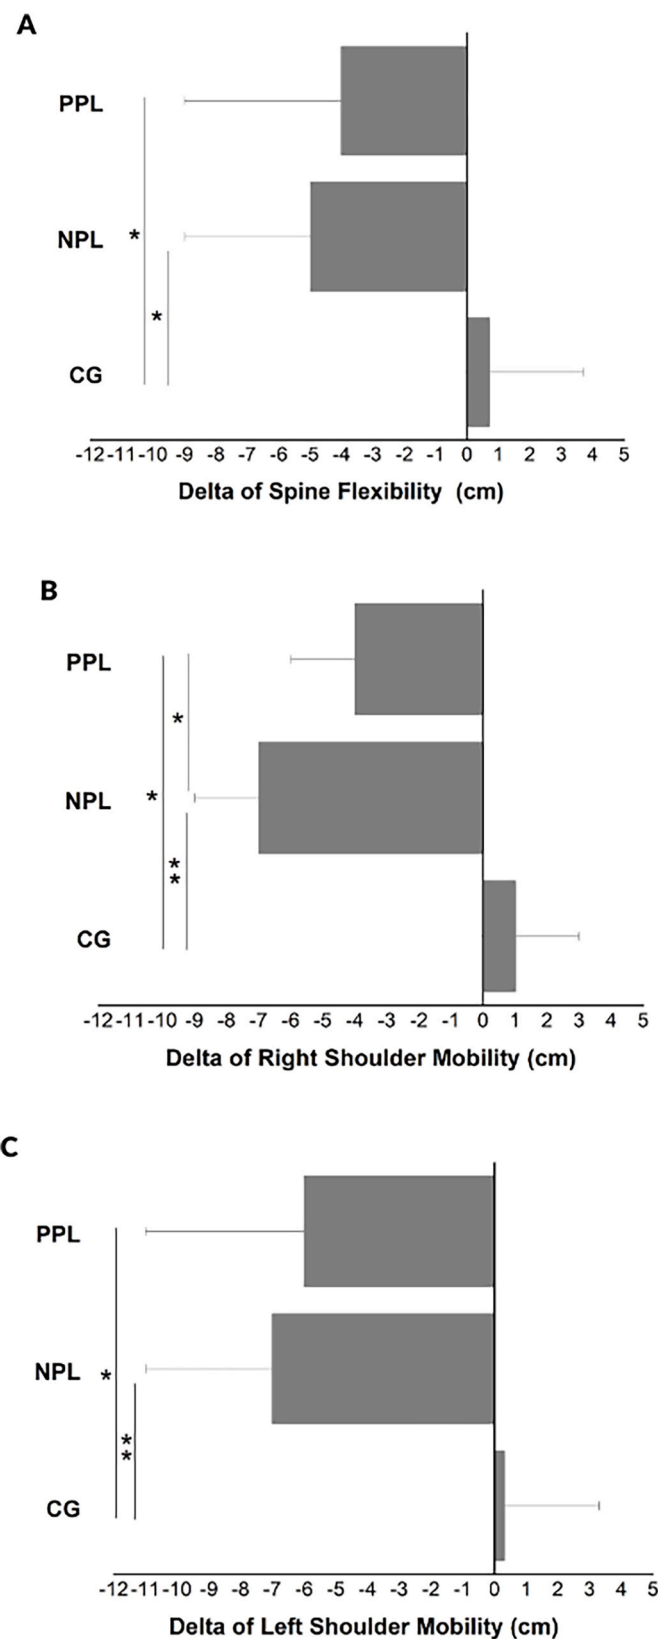 A
PPL
*
NPL
*
CG
-12 -11 -10 -9 -8 -7 -6 -5 -4 -3 -2 -1 0 1 2 3 4 5
Delta of Spine Flexibility (cm)
B
PPL
*
NPL
*
*
*
CG
-12 -11 -10 -9 -8 -7 -6 -5 -4 -3 -2 -1 0 1 2 3 4 5
Delta of Right Shoulder Mobility (cm)
C
PPL
NPL
*
*
*
CG
-12 -11 -10 -9 -8 -7 -6 -5 -4 -3 -2 -1 0 1 2 3 4 5
Delta of Left Shoulder Mobility (cm)